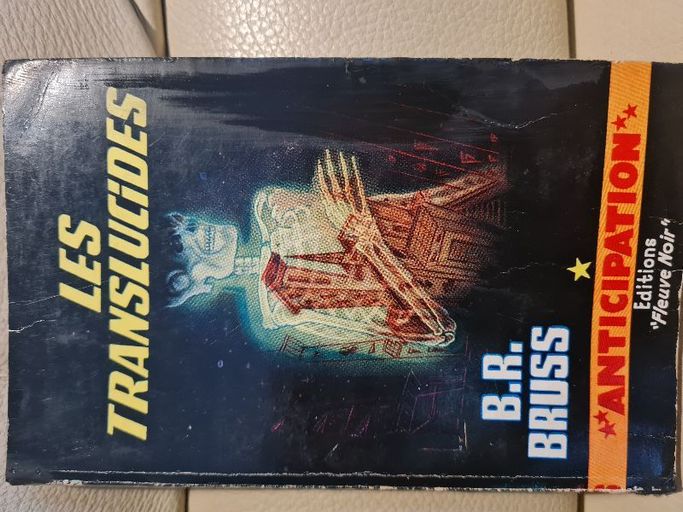 LES
TRANSLUCiDES
B.R.
BRUSS
ANTICIPATION
Editions
"Fleuve Noir"